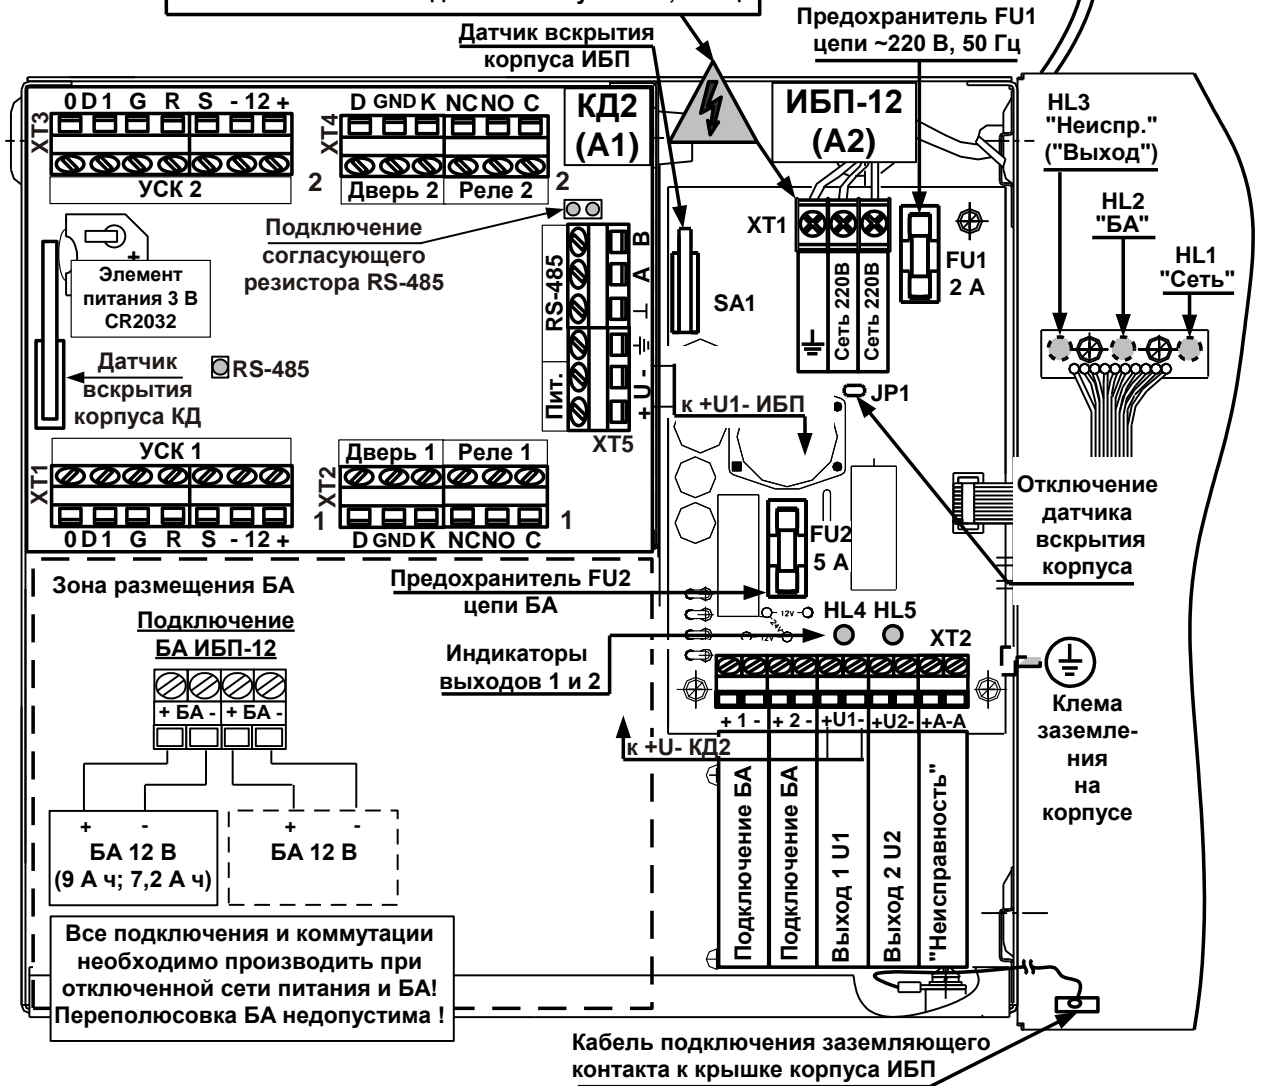 Предохранитель FU1
цепи ~220 В, 50 Гц
Датчик вскрытия
корпуса ИБП
0 D1 G R S - 12 +
XT3
УСК 2
2
D GND K NC NO C
XT4
Дверь 2 Реле 2
2
КД2
(А1)
ИБП-12
(А2)
HL3
"Неиспр."
("Выход")
HL2
"БА"
HL1
"Сеть"
Подключение
согласующего
резистора RS-485
Элемент
питания 3 В
CR2032
+
Датчик
вскрытия
корпуса КД
RS-485
RS-485
Пит.
B
A
⊥
+ U -
XT5
XT1
SA1
Сеть 220В
Сеть 220В
FU1
2 А
JP1
к +U1- ИБП
УСК 1
XT1
1
0 D1 G R S - 12 +
Дверь 1 Реле 1
XT2
1
D GND K NC NO C
FU2
5 А
Отключение
датчика
вскрытия
корпуса
Зона размещения БА
Предохранитель FU2
цепи БА
Подключение
БА ИБП-12
+ БА - + БА -
Индикаторы
выходов 1 и 2
12V
24V
12V
HL4 HL5
XT2
+ 1 - + 2 - +U1- +U2- +A-A
к +U- КД2
Подключение БА
Подключение БА
Выход 1 U1
Выход 2 U2
"Неисправность"
Клема
заземле-
ния
на
корпусе
+ -
БА 12 В
(9 А ч; 7,2 А ч)
+ -
БА 12 В
Все подключения и коммутации
необходимо производить при
отключенной сети питания и БА!
Переполюсовка БА недопустима !
Кабель подключения заземляющего
контакта к крышке корпуса ИБП